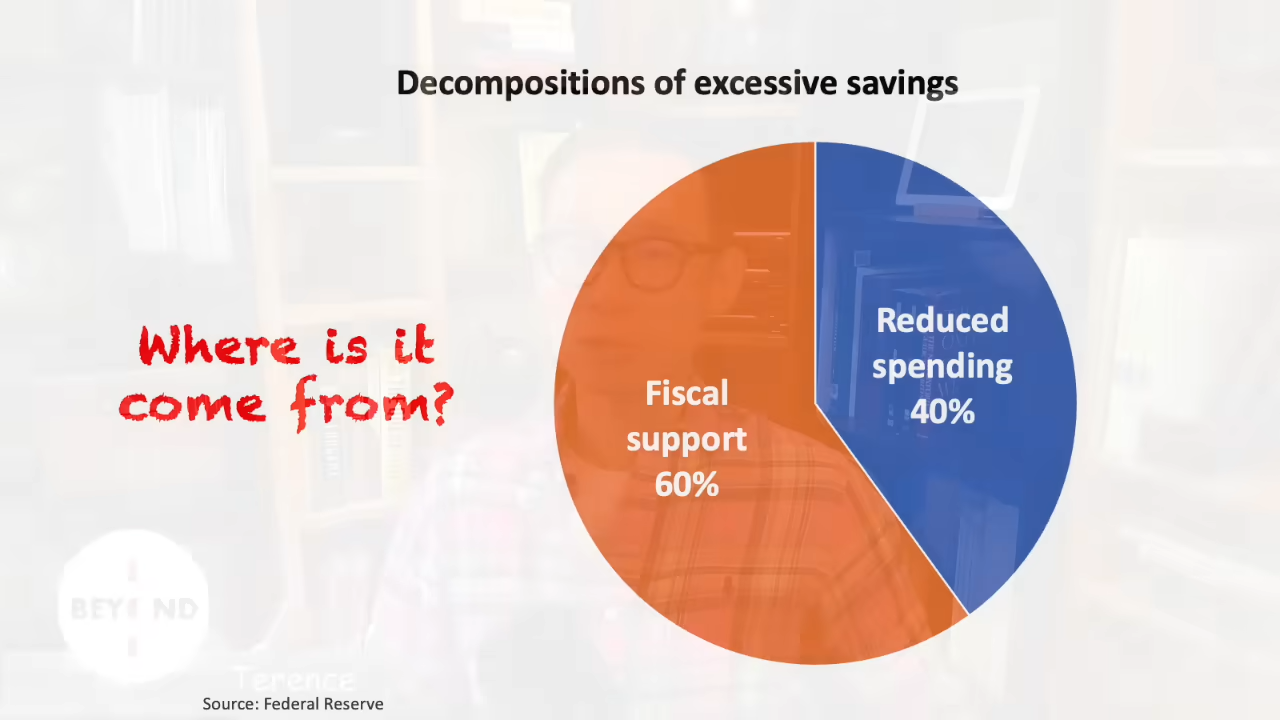 Decompositions of excessive savings
Where is it
come from?
Reduced
spending
40%
Fiscal
support
60%
BEYOND
Terence
Source: Federal Reserve